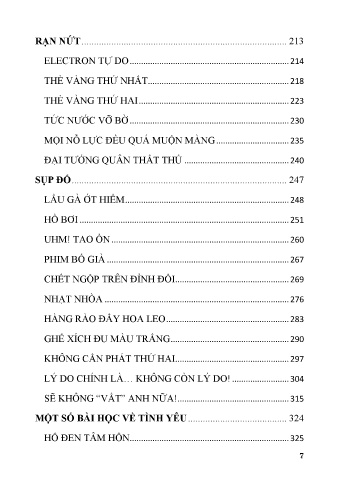 RẠN NỨT 213
ELECTRON TỰ DO 214
THẺ VÀNG THỨ NHẤT 218
THẺ VÀNG THỨ HAI 223
TỨC NƯỚC VỠ BỜ 230
MỌI NỖ LỰC ĐỀU QUÁ MUỘN MÀNG 235
ĐẠI TƯỚNG QUÂN THẤT THỦ 240
SỤP ĐỔ 247
LẨU GÀ ỚT HIỂM 248
HỒ BƠI 251
UHM! TAO ỔN 260
PHIM BỘ GIẢ 267
CHẾT NGỘP TRÊN ĐỈNH ĐỒI 269
NHẠT NHÒA 276
HÀNG RÀO ĐẦY HOA LEO 283
GHẾ XÍCH ĐU MÀU TRẮNG 290
KHÔNG CẦN PHÁT THỨ HAI 297
LÝ DO CHÍNH LÀ… KHÔNG CÒN LÝ DO! 304
SẼ KHÔNG “VẮT” ANH NỮA! 315
MỘT SỐ BÀI HỌC VỀ TÌNH YÊU 324
HỐ ĐEN TÂM HỒN 325
7